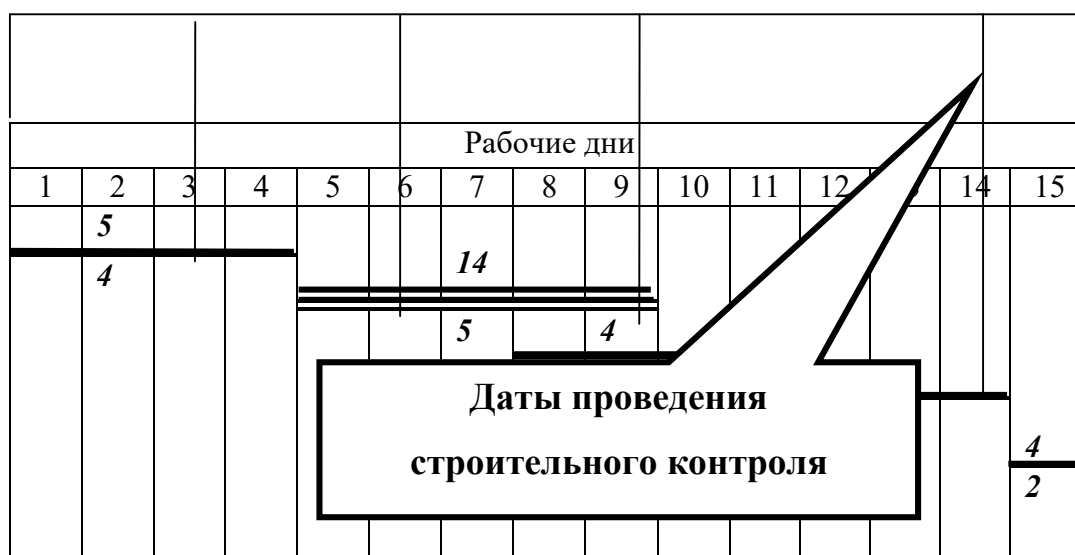 Рабочие дни
1 2 3 4 5 6 7 8 9 10 11 12 14 15
5
4
14
5 4
Даты проведения
строительного контроля
4
2